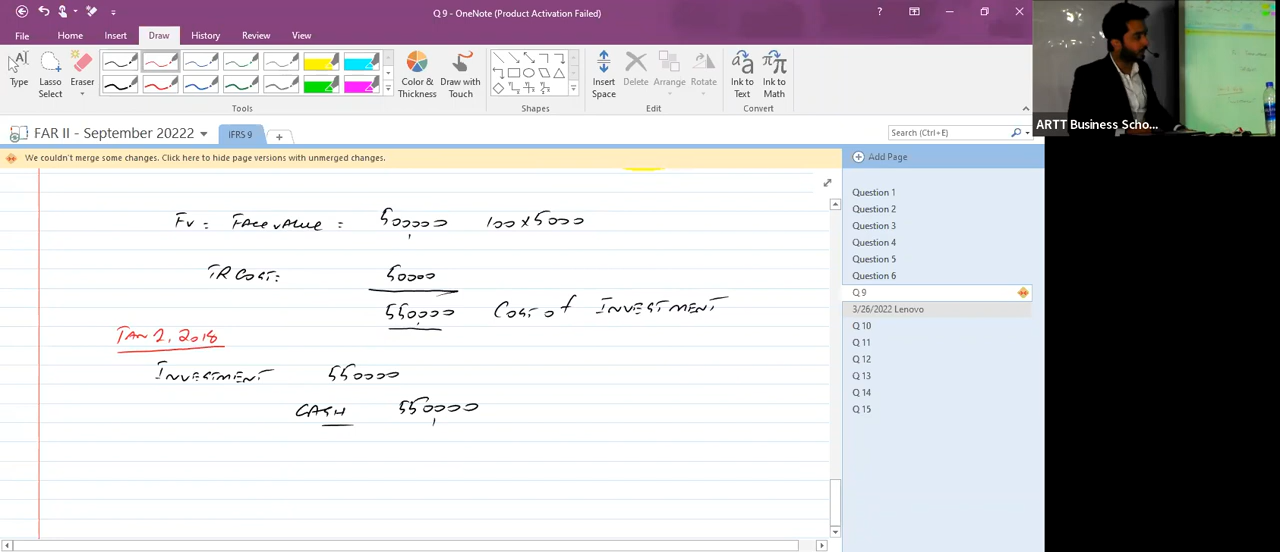 Q 9 - OneNote (Product Activation Failed)
?
File Home Insert Draw History Review View
Type
Lasso Select
Eraser
Color & Thickness
Draw with Touch
Insert Space
Delete
Arrange
Rotate
Ink to Text
Ink to Math
Tools
Shapes
Edit
Convert
FAR II - September 20222
IFRS 9
Search (Ctrl+E)
We couldn't merge some changes. Click here to hide page versions with unmerged changes.
FV = FACE VALUE = 500000 100 x 5000
TR COST: 50000
550000 COST OF INVESTMENT
JAN 2, 2018
INVESTMENT 550000
CASH 550000
Add Page
Question 1
Question 2
Question 3
Question 4
Question 5
Question 6
Q 9
3/26/2022 Lenovo
Q 10
Q 11
Q 12
Q 13
Q 14
Q 15
ARTT Business Scho...